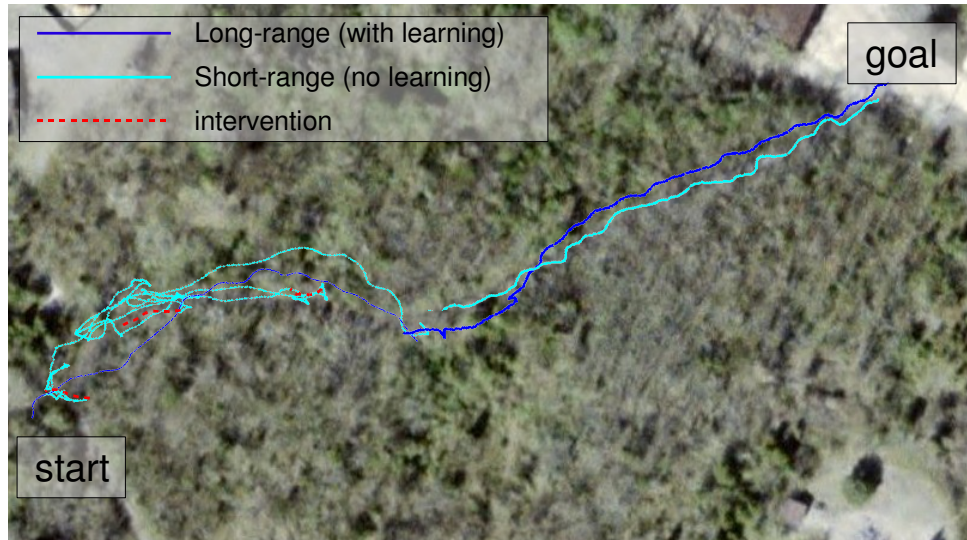 Long-range (with learning)
Short-range (no learning)
intervention
goal
start